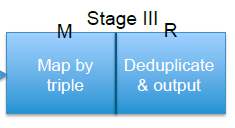 Stage III
M R
Map by
triple
Deduplicate
& output